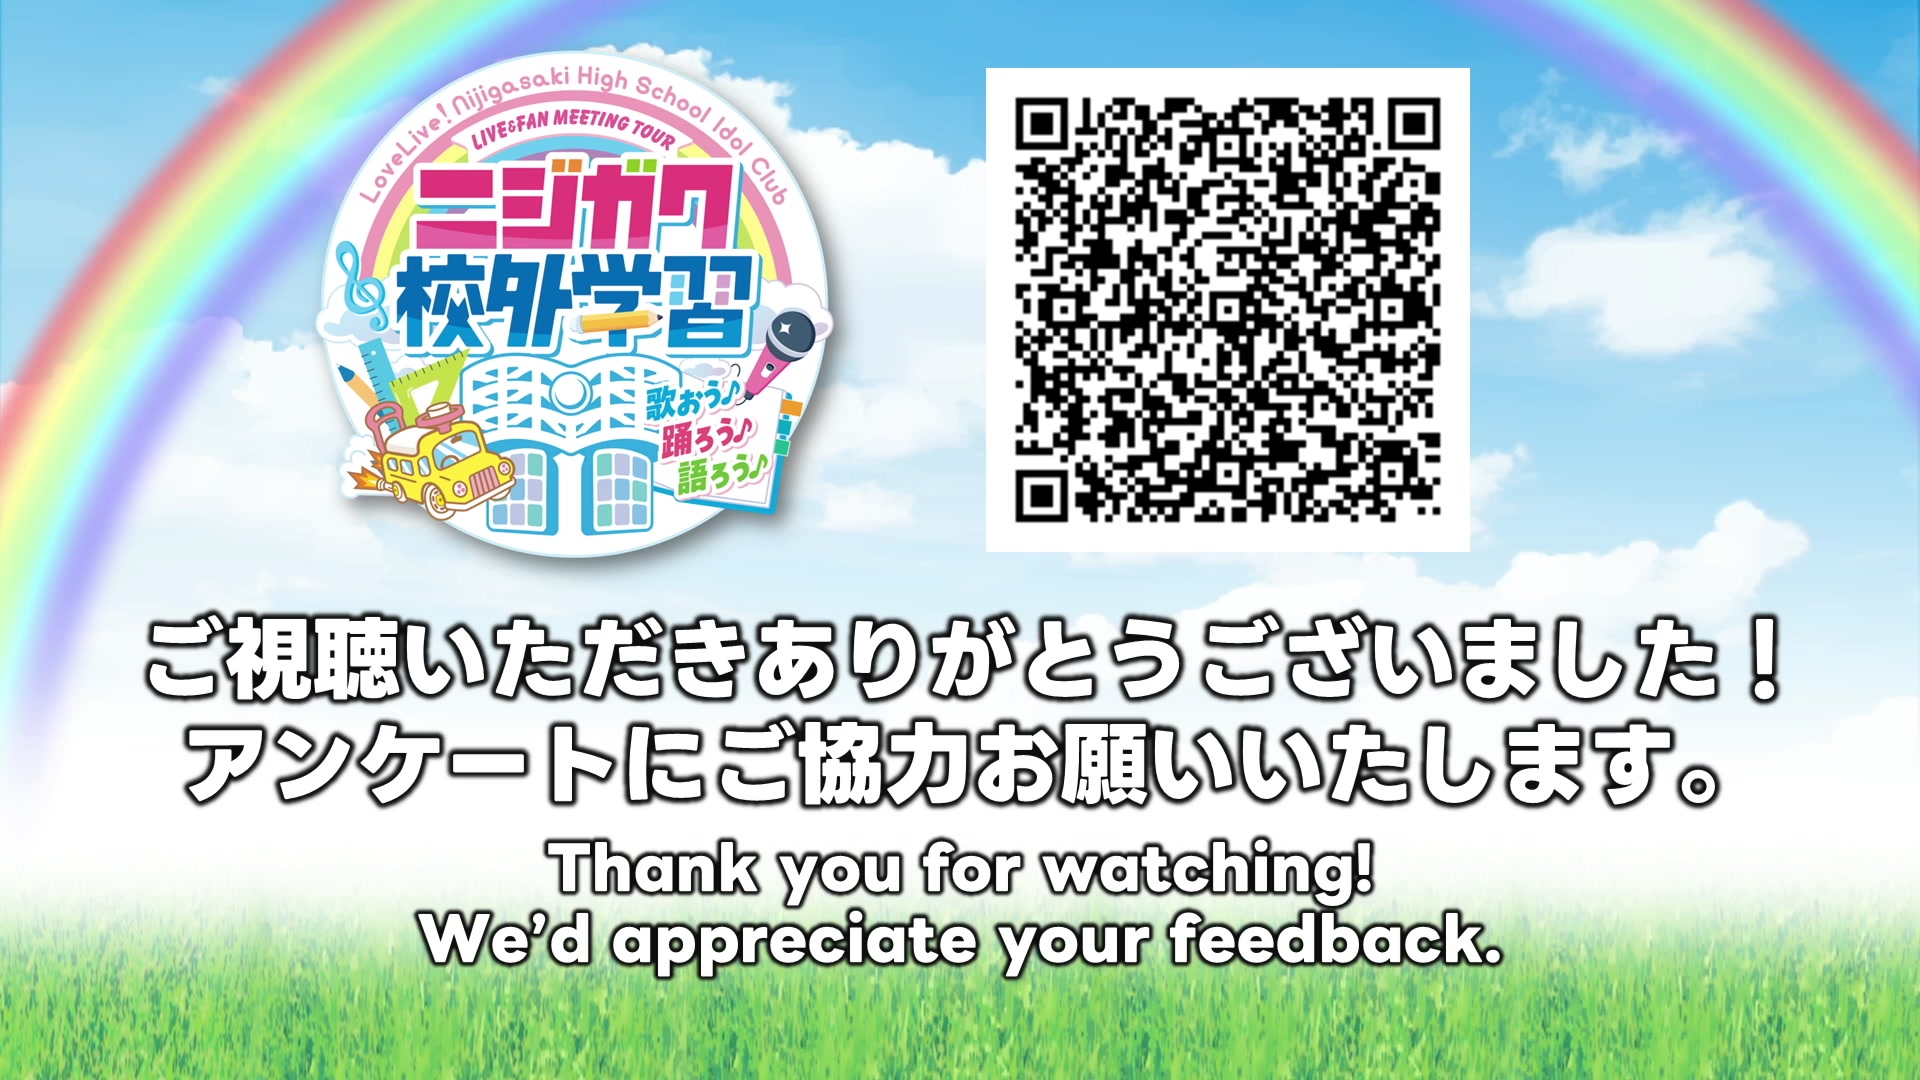 LoveLive! Nijigasaki High School Idol Club
LIVE&FAN MEETING TOUR
ニジガク
校外学習
歌おう♪
踊ろう♪
語ろう♪
ご視聴いただきありがとうございました！
アンケートにご協力お願いいたします。
Thank you for watching!
We'd appreciate your feedback.